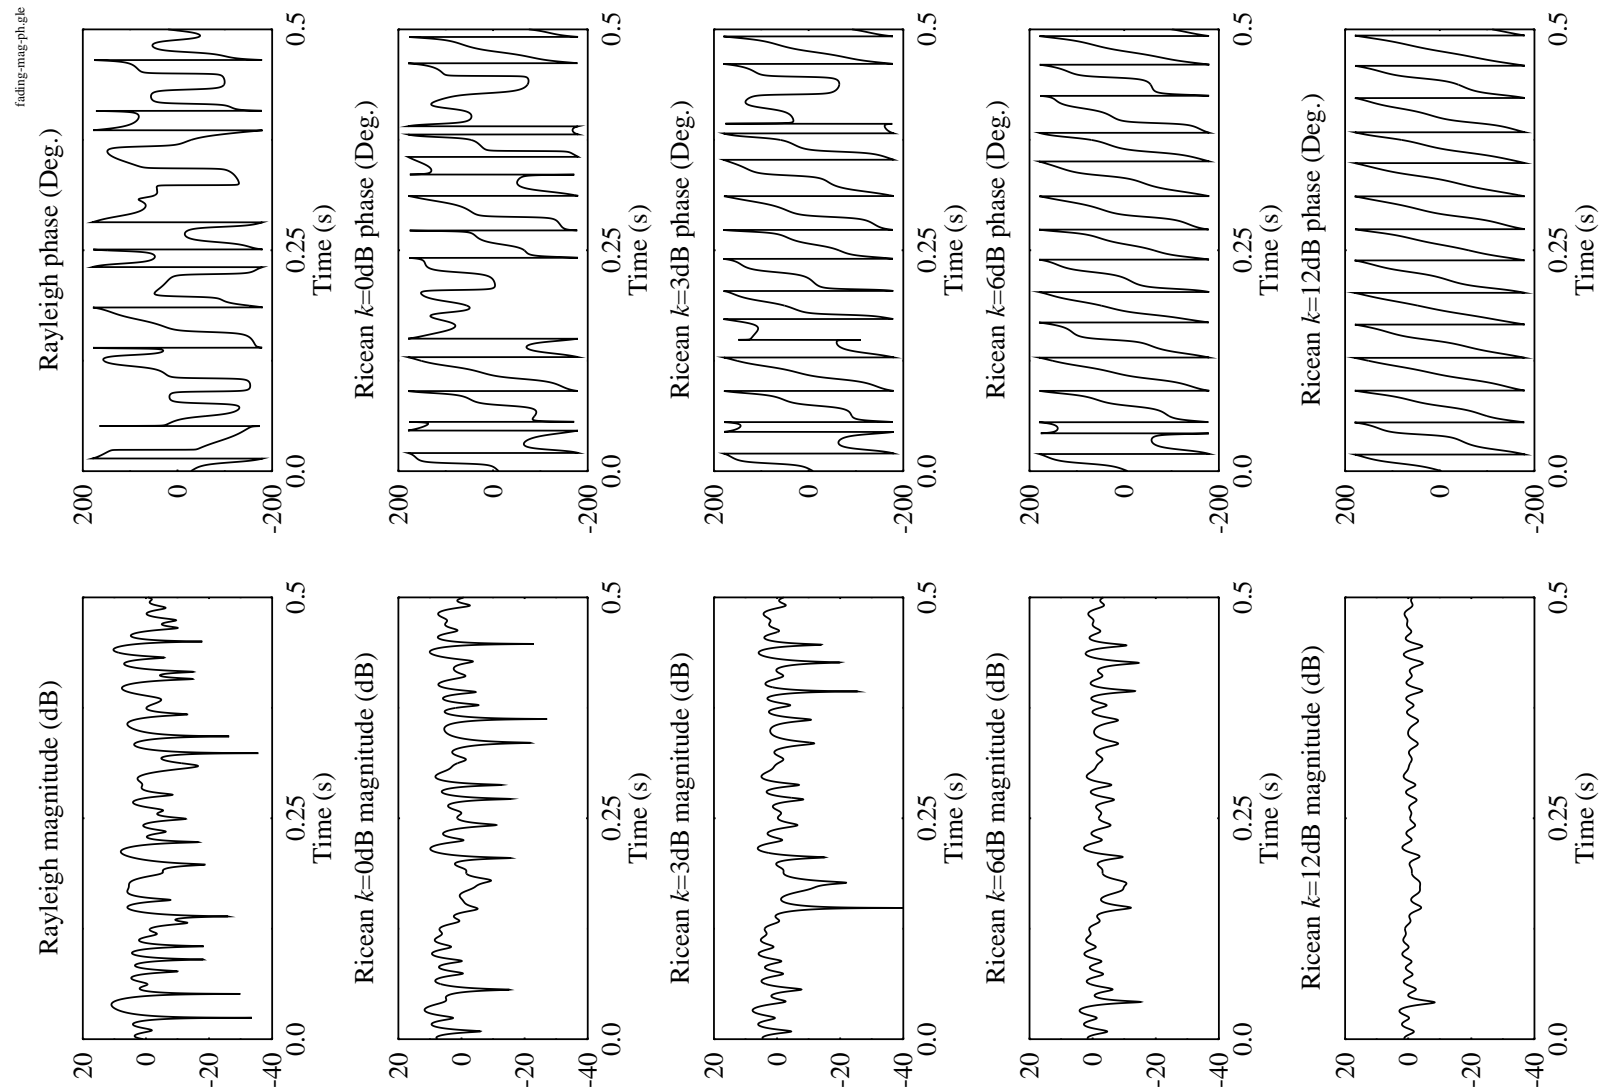 fading-mag-ph.gle
Rayleigh magnitude (dB)
20
0
-20
-40
0.0 0.25 0.5
Time (s)
Rayleigh phase (Deg.)
200
0
-200
0.0 0.25 0.5
Time (s)
Ricean k=0dB magnitude (dB)
20
0
-20
-40
0.0 0.25 0.5
Time (s)
Ricean k=0dB phase (Deg.)
200
0
-200
0.0 0.25 0.5
Time (s)
Ricean k=3dB magnitude (dB)
20
0
-20
-40
0.0 0.25 0.5
Time (s)
Ricean k=3dB phase (Deg.)
200
0
-200
0.0 0.25 0.5
Time (s)
Ricean k=6dB magnitude (dB)
20
0
-20
-40
0.0 0.25 0.5
Time (s)
Ricean k=6dB phase (Deg.)
200
0
-200
0.0 0.25 0.5
Time (s)
Ricean k=12dB magnitude (dB)
20
0
-20
-40
0.0 0.25 0.5
Time (s)
Ricean k=12dB phase (Deg.)
200
0
-200
0.0 0.25 0.5
Time (s)